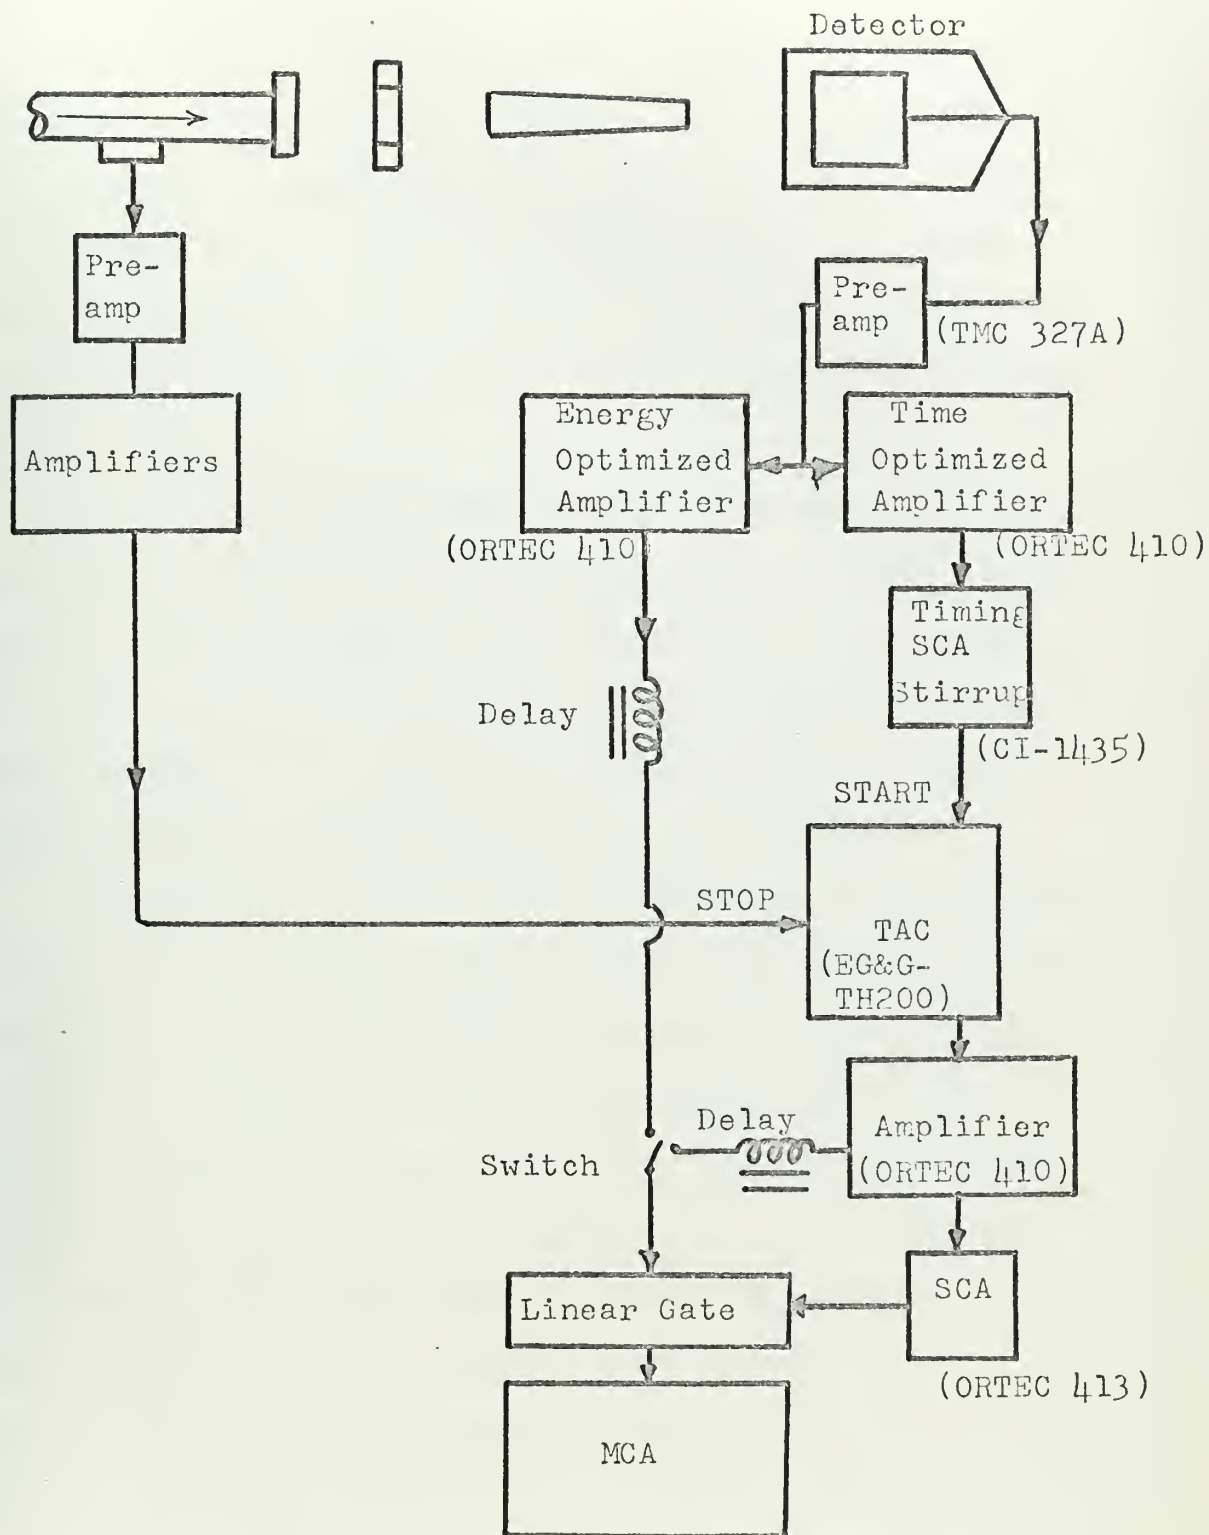 Detector
Pre-
amp
Pre-
amp
(TMC 327A)
Amplifiers
Energy
Optimized
Amplifier
(ORTEC 410)
Time
Optimized
Amplifier
(ORTEC 410)
Timing
SCA
Stirrup
(CI-1435)
Delay
START
STOP
TAC
(EG&G-
TH200)
Delay
Amplifier
(ORTEC 410)
Switch
Linear Gate
SCA
(ORTEC 413)
MCA